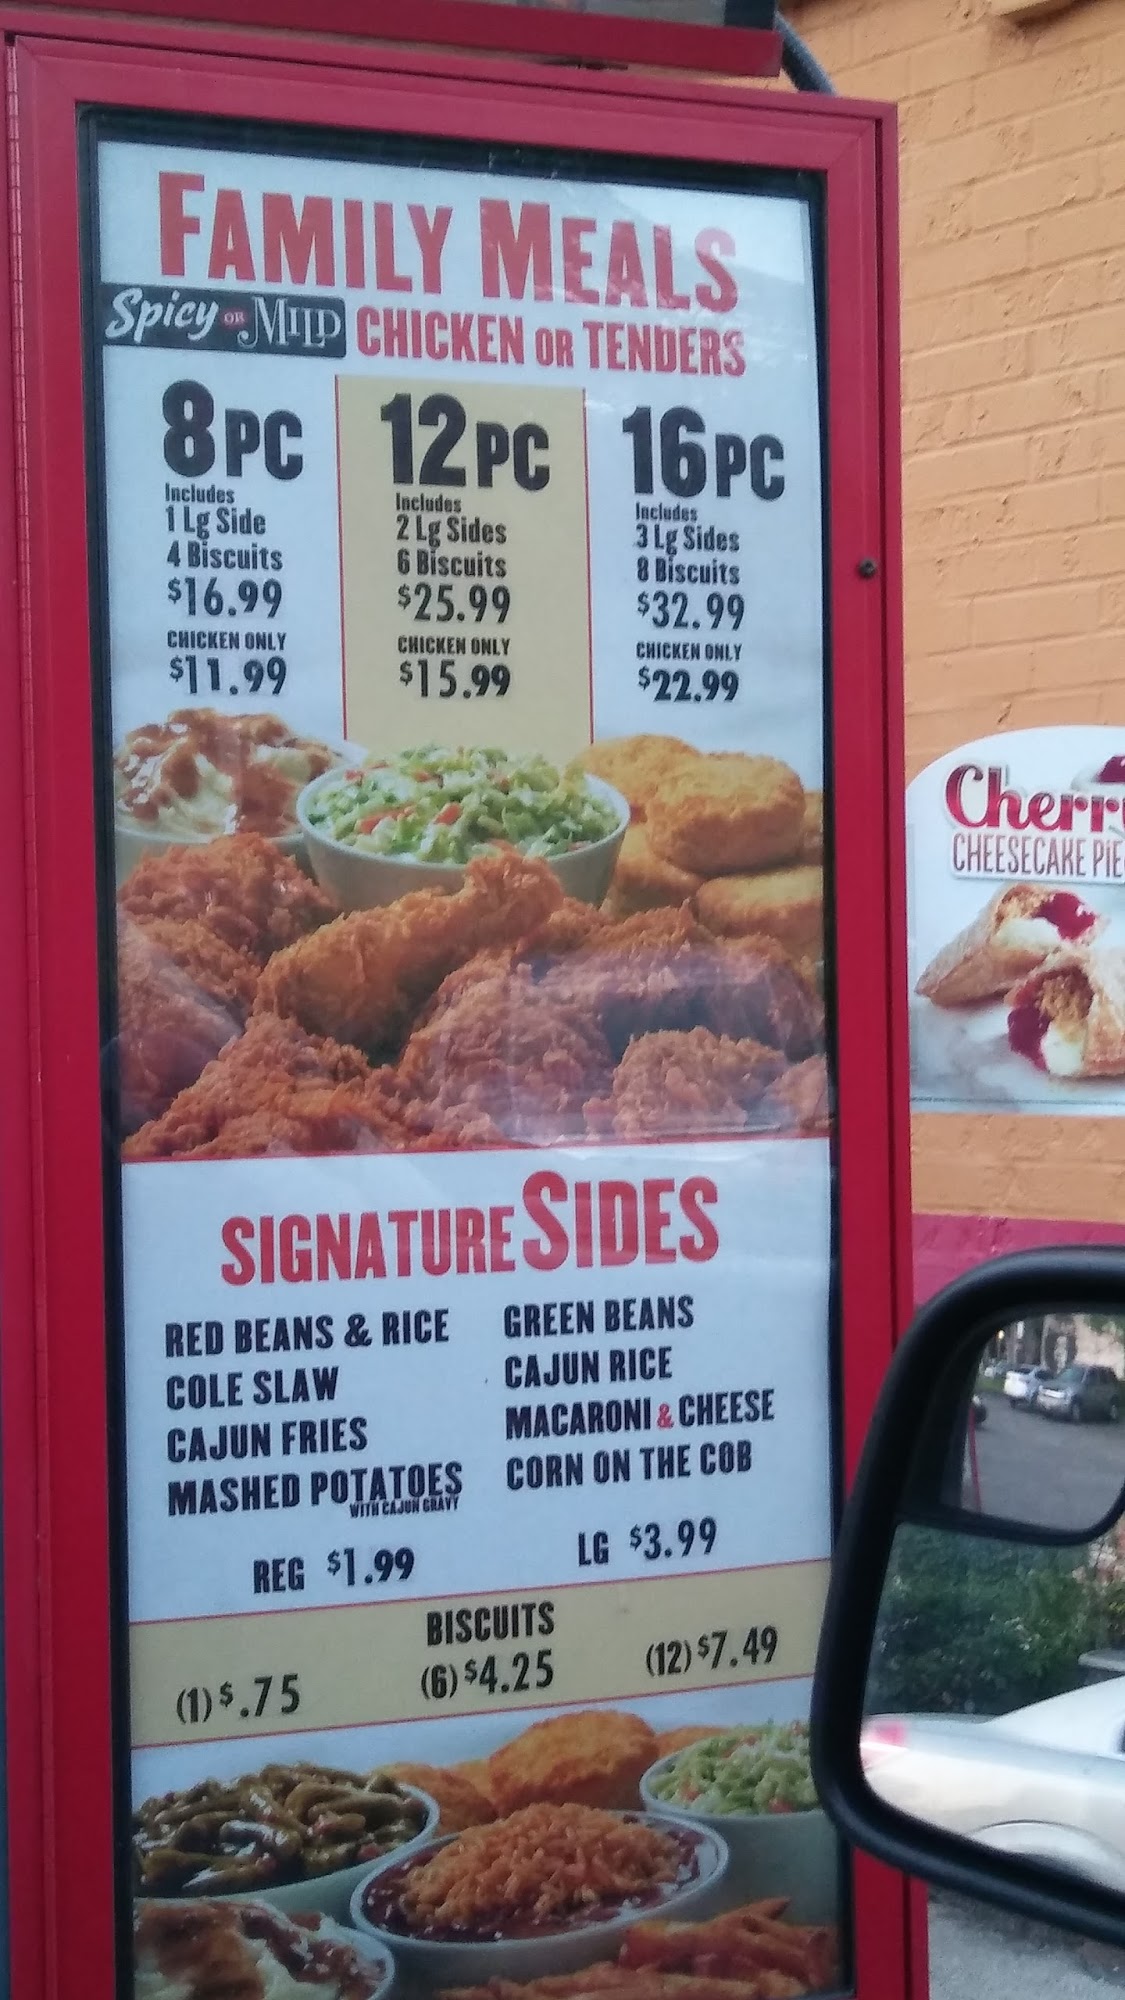 FAMILY MEALS
Spicy OR MILD CHICKEN OR TENDERS
8PC
Includes
1 Lg Side
4 Biscuits
$16.99
CHICKEN ONLY
$11.99
12PC
Includes
2 Lg Sides
6 Biscuits
$25.99
CHICKEN ONLY
$15.99
16PC
Includes
3 Lg Sides
8 Biscuits
$32.99
CHICKEN ONLY
$22.99
SIGNATURE SIDES
RED BEANS & RICE
COLE SLAW
CAJUN FRIES
MASHED POTATOES
WITH CAJUN GRAVY
REG $1.99
GREEN BEANS
CAJUN RICE
MACARONI & CHEESE
CORN ON THE COB
LG $3.99
BISCUITS
(1) $.75
(6) $4.25
(12) $7.49
Cherr
CHEESECAKE PIE